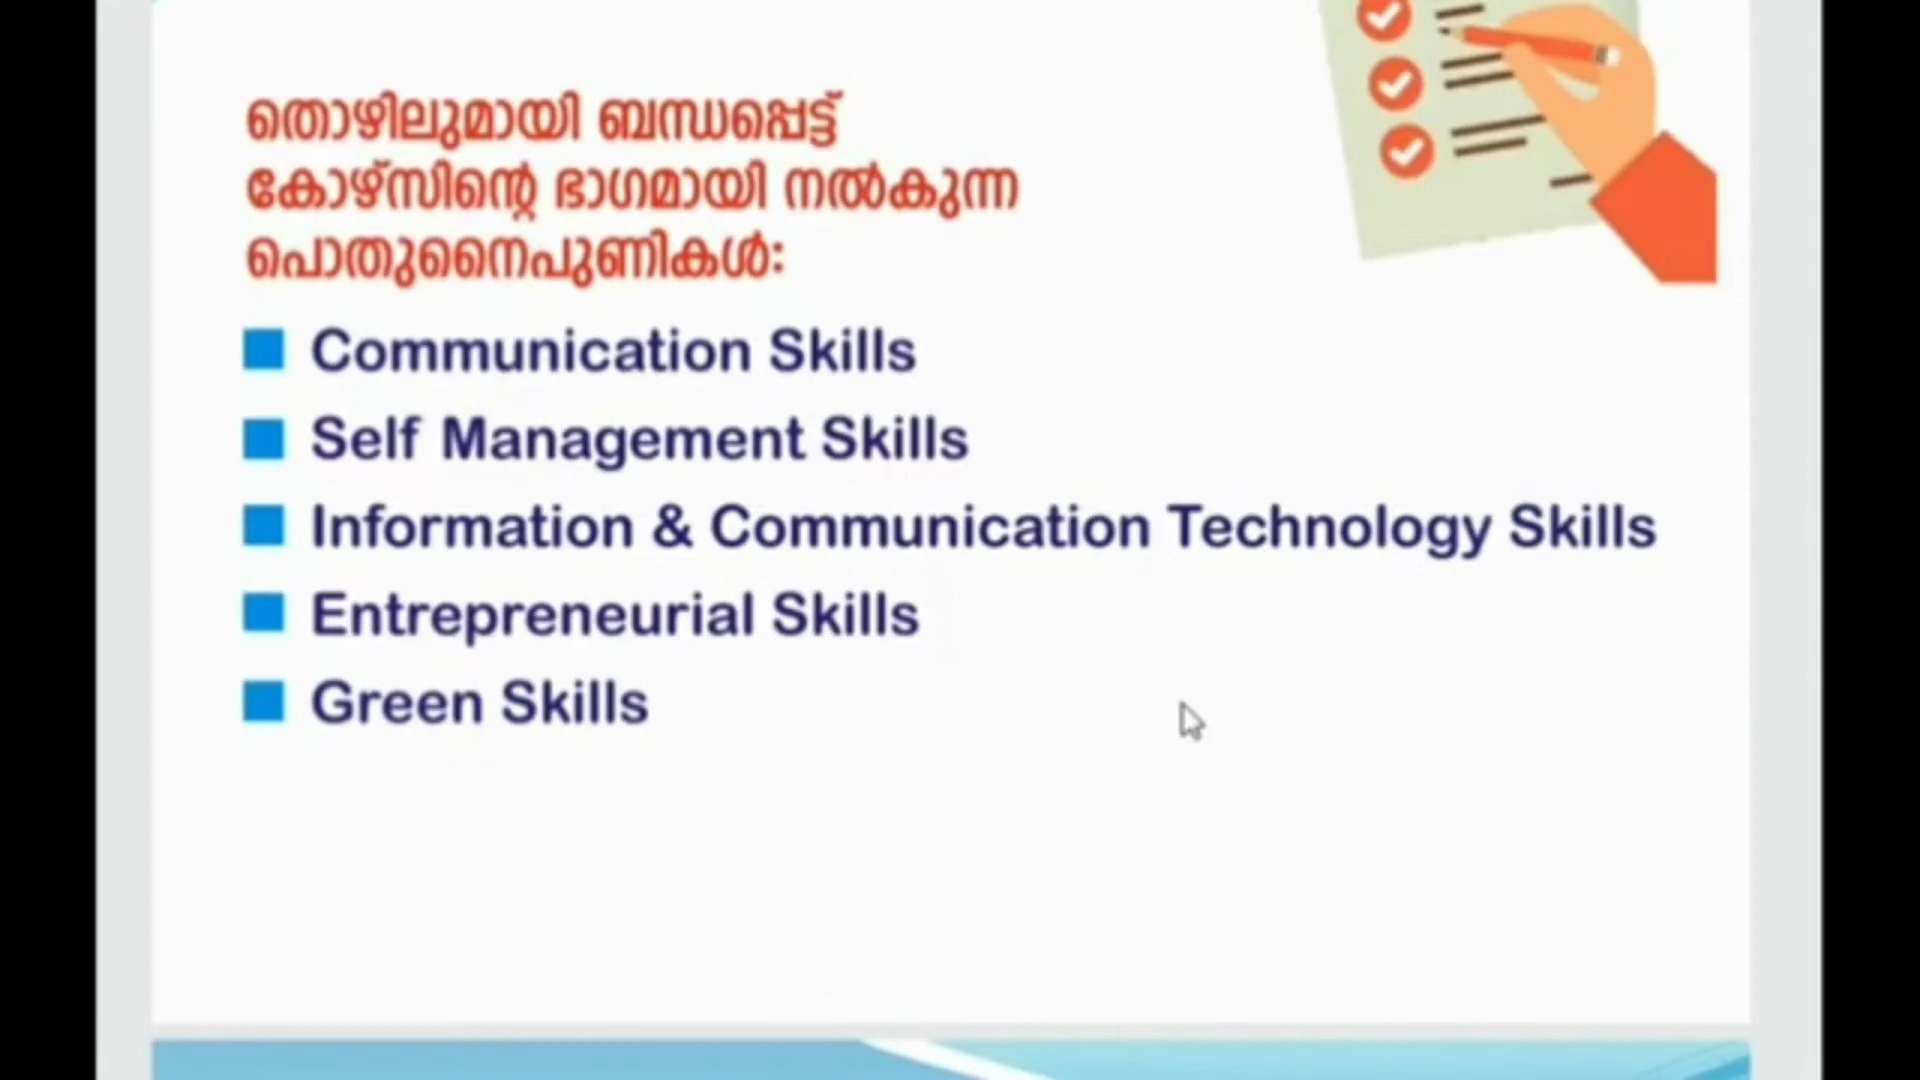 തൊഴിലുമായി ബന്ധപ്പെട്ട്
കോഴ്സിന്റെ ഭാഗമായി നൽകുന്ന
പൊതുനൈപുണികൾ:
Communication Skills
Self Management Skills
Information & Communication Technology Skills
Entrepreneurial Skills
Green Skills